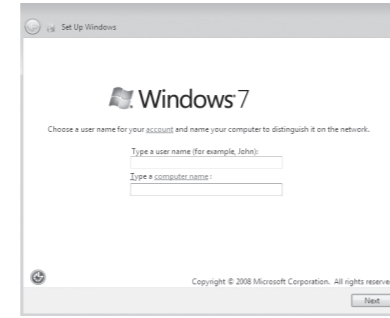 Set Up Windows
Windows 7
Choose a user name for your account and name your computer to distinguish it on the network.
Type a user name (for example, John):
Type a computer name:
Copyright © 2008 Microsoft Corporation. All rights reserve
Next